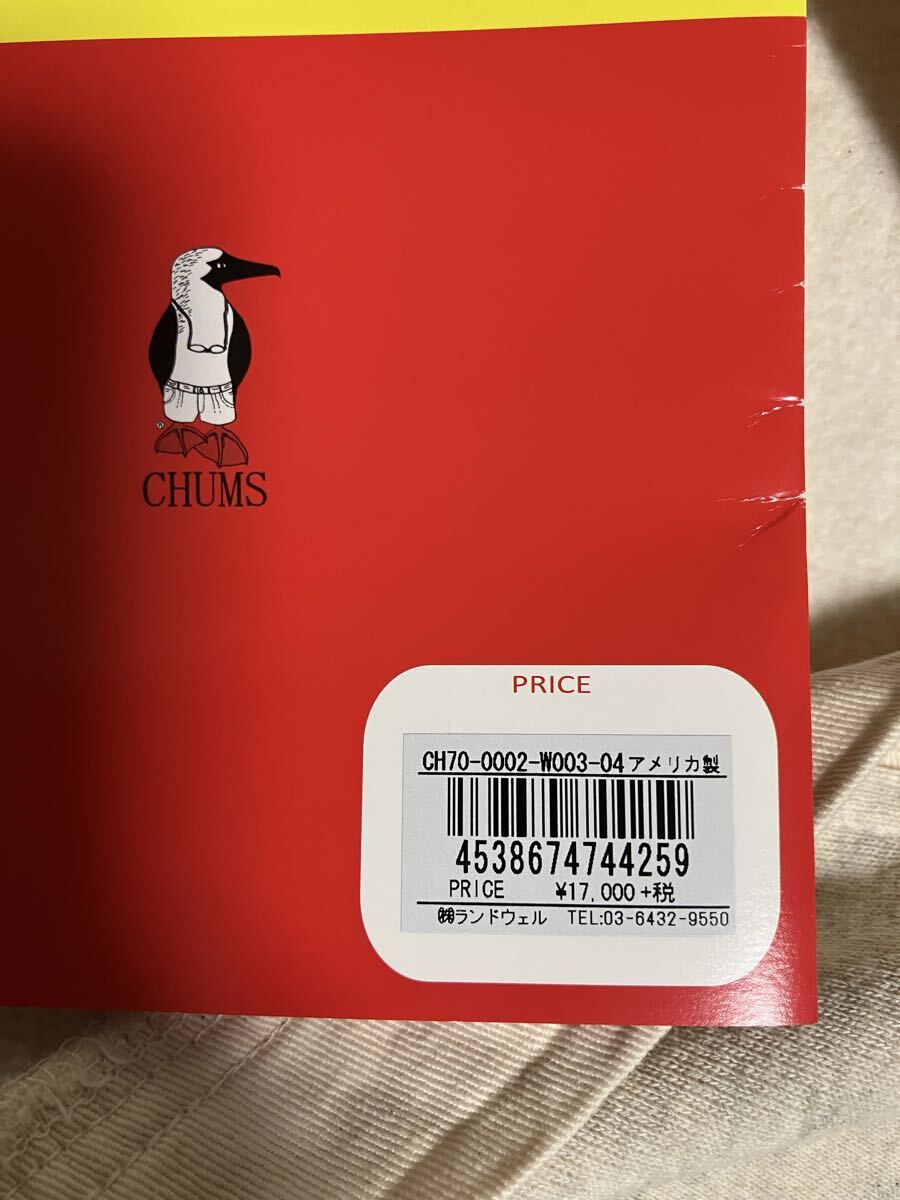 ®
CHUMS
PRICE
CH70-0002-W003-04アメリカ製
4538674744259
PRICE ¥17,000+税
㈱ランドウェル TEL:03-6432-9550